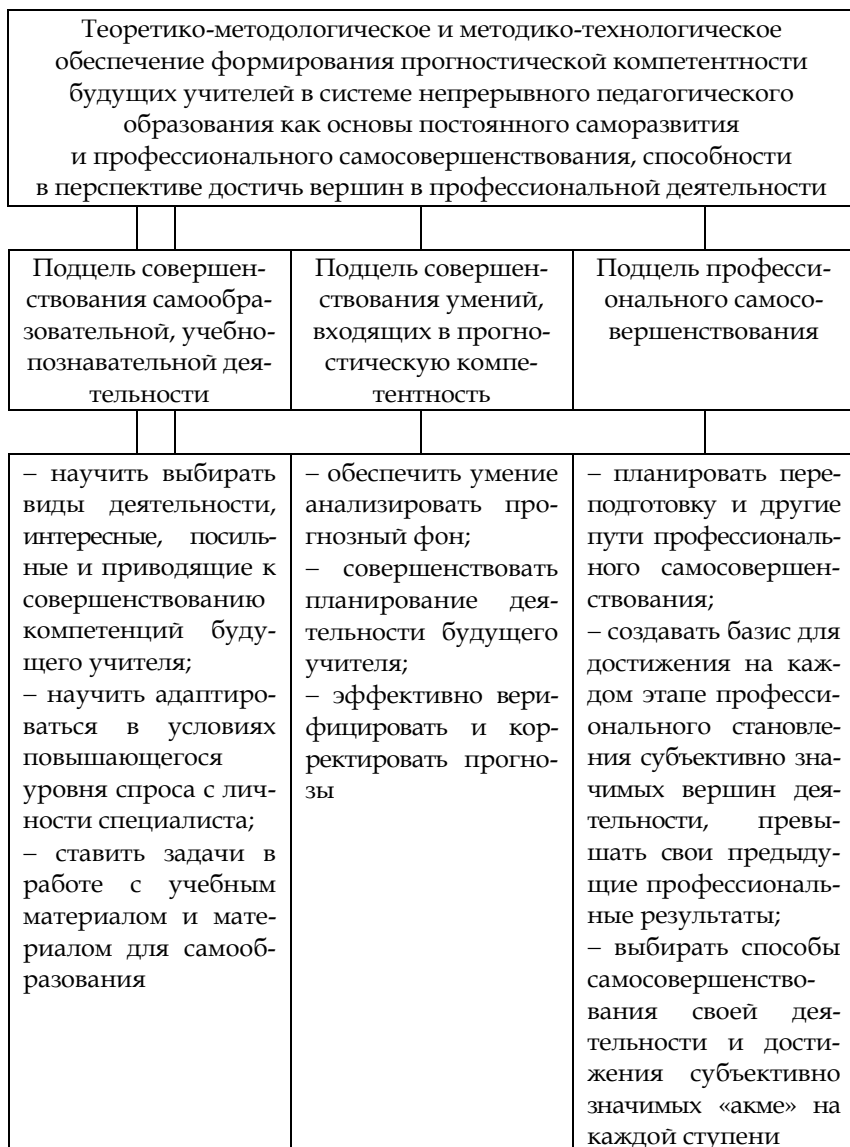 Теоретико-методологическое и методико-технологическое
обеспечение формирования прогностической компетентности
будущих учителей в системе непрерывного педагогического
образования как основы постоянного саморазвития
и профессионального самосовершенствования, способности
в перспективе достичь вершин в профессиональной деятельности
Подцель совершен-
ствования самообра-
зовательной, учебно-
познавательной дея-
тельности
Подцель совершен-
ствования умений,
входящих в прогно-
стическую компе-
тентность
Подцель професси-
онального самосо-
вершенствования
– научить выбирать
виды деятельности,
интересные, посиль-
ные и приводящие к
совершенствованию
компетенций буду-
щего учителя;
– научить адаптиро-
ваться в условиях
повышающегося
уровня спроса с лич-
ности специалиста;
– ставить задачи в
работе с учебным
материалом и мате-
риалом для самооб-
разования
– обеспечить умение
анализировать про-
гнозный фон;
– совершенствовать
планирование дея-
тельности будущего
учителя;
– эффективно вери-
фицировать и кор-
ректировать прогно-
зы
– планировать пере-
подготовку и другие
пути профессиональ-
ного самосовершен-
ствования;
– создавать базис для
достижения на каж-
дом этапе професси-
онального становле-
ния субъективно зна-
чимых вершин дея-
тельности, превы-
шать свои предыду-
щие профессиональ-
ные результаты;
– выбирать способы
самосовершенство-
вания своей дея-
тельности и дости-
жения субъективно
значимых «акме» на
каждой ступени